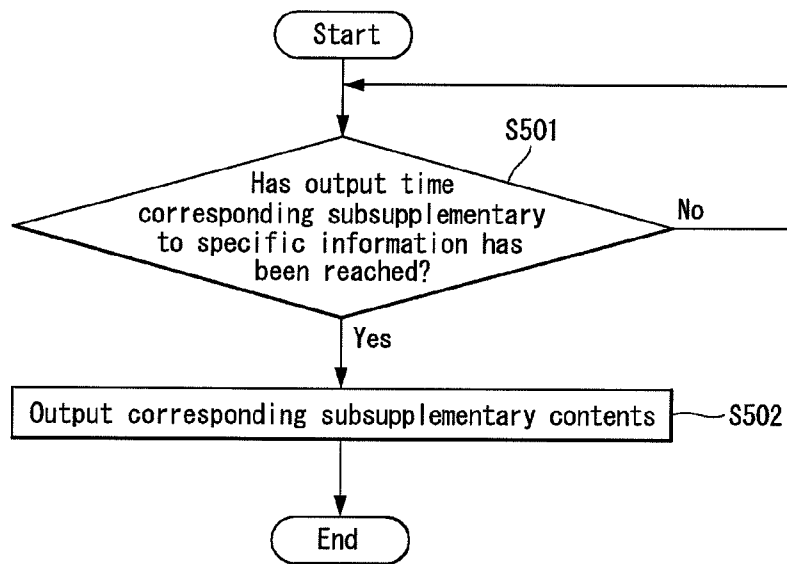 Start
S501
Has output time
corresponding subsupplementary
to specific information has
been reached?
No
Yes
Output corresponding subsupplementary contents
S502
End